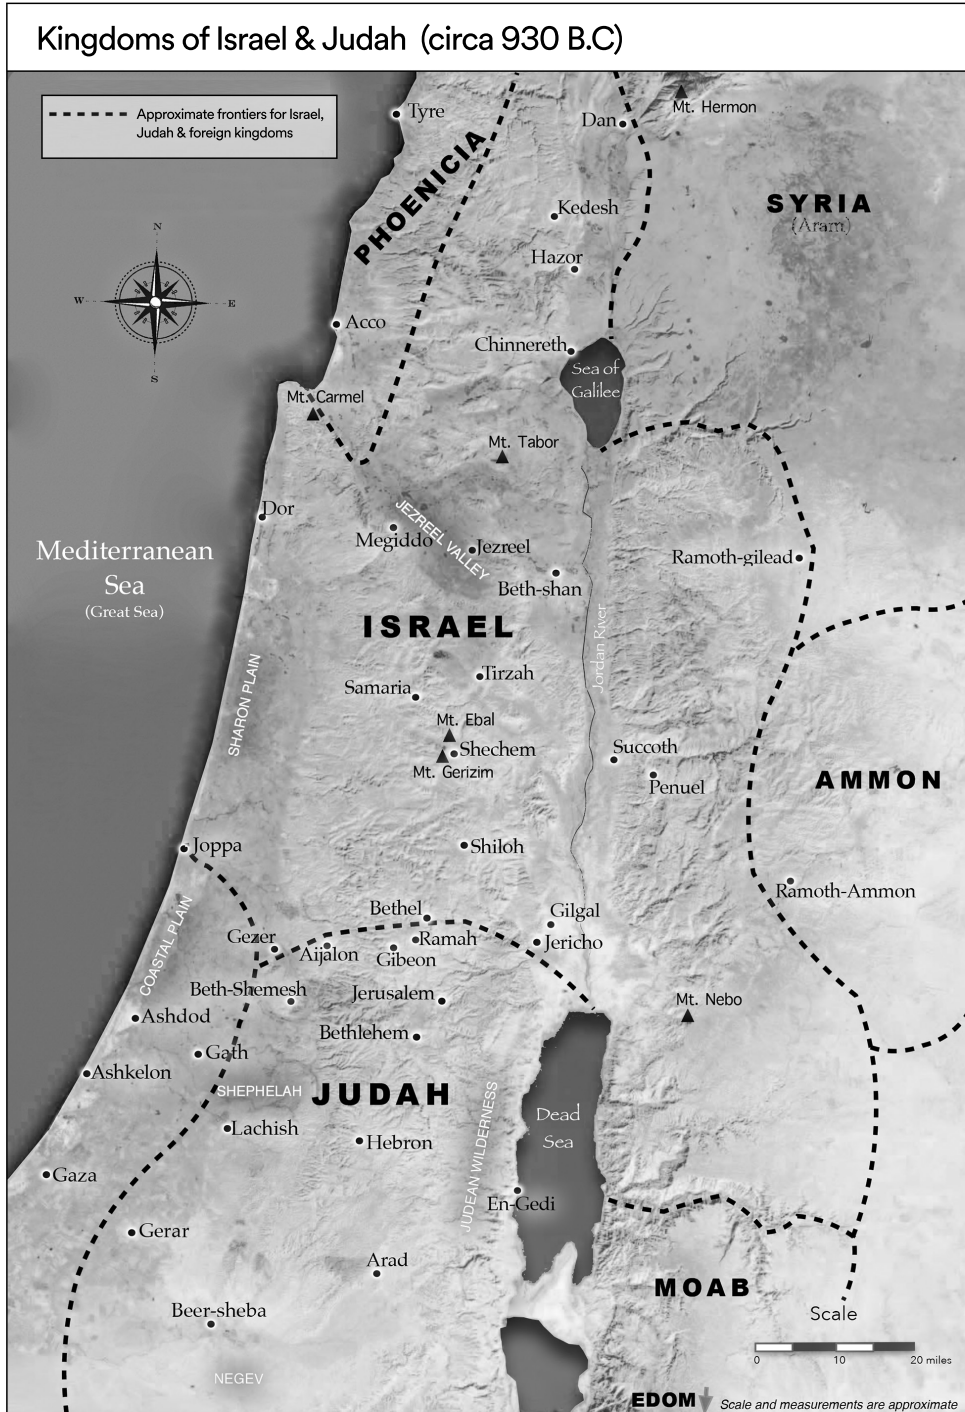 Kingdoms of Israel & Judah (circa 930 B.C)
Approximate frontiers for Israel,
Judah & foreign kingdoms
Tyre
Mt. Hermon
Dan
PHOENICIA
Kedesh
SYRIA
(Aram)
N
W
E
S
Hazor
Acco
Chinnereth
Sea of
Galilee
Mt. Carmel
Mt. Tabor
Dor
JEZREEL VALLEY
Megiddo
Jezreel
Mediterranean
Sea
(Great Sea)
Ramoth-gilead
Beth-shan
ISRAEL
Jordan River
SHARON PLAIN
Tirzah
Samaria
Mt. Ebal
Shechem
Mt. Gerizim
Succoth
Penuel
AMMON
Joppa
Shiloh
Ramoth-Ammon
COASTAL PLAIN
Bethel
Gilgal
Gezer
Ramah
Jericho
Aijalon
Gibeon
Beth-Shemesh
Jerusalem
Mt. Nebo
Ashdod
Bethlehem
Gath
Ashkelon
SHEPHELAH
JUDAH
JUDEAN WILDERNESS
Dead
Sea
Lachish
Hebron
Gaza
En-Gedi
Gerar
Arad
MOAB
Beer-sheba
Scale
0
10
20 miles
NEGEV
EDOM
Scale and measurements are approximate